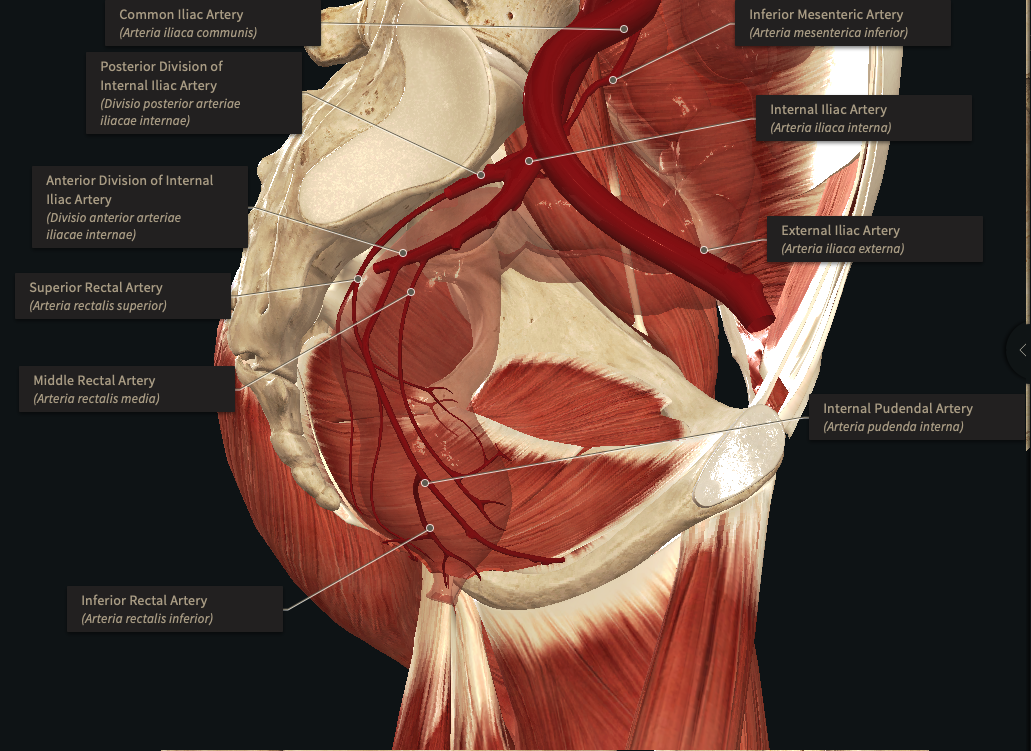 Common Iliac Artery
(Arteria iliaca communis)
Inferior Mesenteric Artery
(Arteria mesenterica inferior)
Posterior Division of
Internal Iliac Artery
(Divisio posterior arteriae
iliacae internae)
Internal Iliac Artery
(Arteria iliaca interna)
Anterior Division of Internal
Iliac Artery
(Divisio anterior arteriae
iliacae internae)
External Iliac Artery
(Arteria iliaca externa)
Superior Rectal Artery
(Arteria rectalis superior)
Middle Rectal Artery
(Arteria rectalis media)
Internal Pudendal Artery
(Arteria pudenda interna)
Inferior Rectal Artery
(Arteria rectalis inferior)